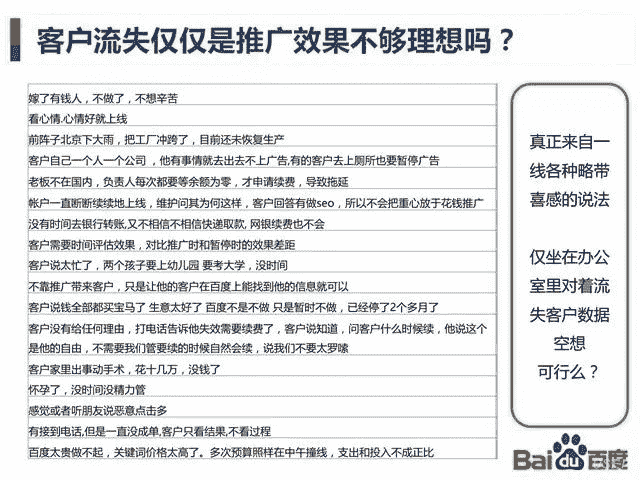 客户流失仅仅是推广效果不够理想吗？
嫁了有钱人，不做了，不想辛苦
看心情.心情好就上线
前阵子北京下大雨，把工厂冲跨了，目前还未恢复生产
客户自己一个人一个公司 ，他有事情就去出去不上广告,有的客户去上厕所也要暂停广告
老板不在国内，负责人每次都要等余额为零，才申请续费，导致拖延
帐户一直断断续续地上线，维护问其为何这样，客户回答有做seo，所以不会把重心放于花钱推广
没有时间去银行转账,又不相信不相信快递取款, 网银续费也不会
客户需要时间评估效果，对比推广时和暂停时的效果差距
客户说太忙了，两个孩子要上幼儿园 要考大学，没时间
不靠推广带来客户，只是让他的客户在百度上能找到他的信息就可以
客户说钱全部都买宝马了 生意太好了 百度不是不做 只是暂时不做，已经停了2个多月了
客户没有给任何理由，打电话告诉他失效需要续费了，客户说知道，问客户什么时候续，他说这个
是他的自由，不需要我们管要续的时候自然会续，说我们不要太罗嗦
客户家里出事动手术，花十几万，没钱了
怀孕了，没时间没精力管
感觉或者听朋友说恶意点击多
有接到电话,但是一直没成单,客户只看结果,不看过程
百度太贵做不起，关键词价格太高了。多次预算照样在中午撞线，支出和投入不成正比
真正来自一
线各种略带
喜感的说法
仅坐在办公
室里对着流
失客户数据
空想
可行么？
Bai du 百度